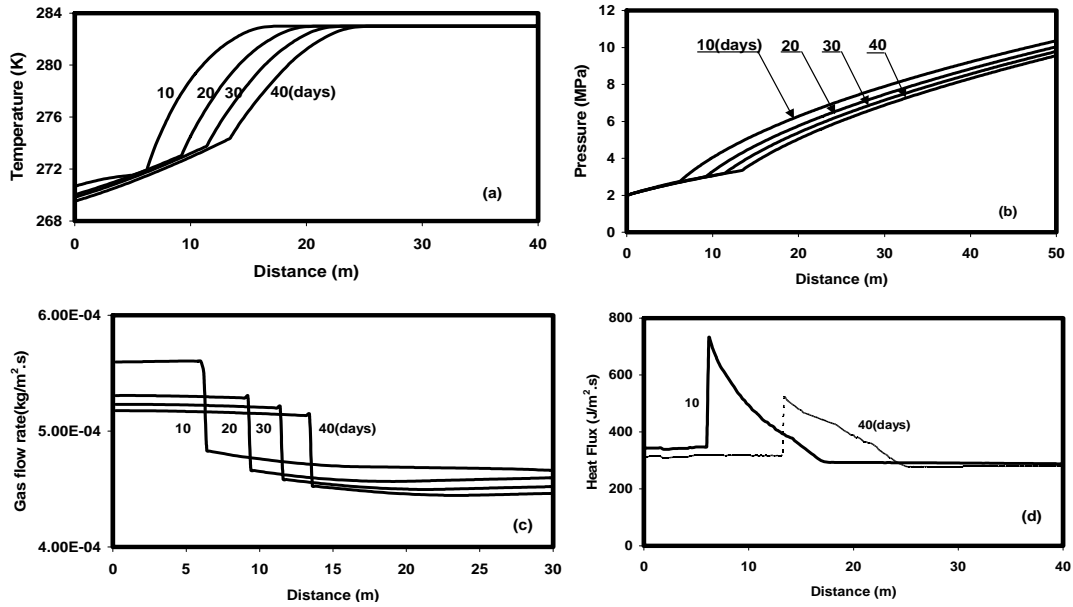 284
280
276
272
268
Temperature (K)
10
20
30
40(days)
(a)
0
10
20
30
40
Distance (m)
12
10
8
6
4
2
0
Pressure (MPa)
10(days)
20
30
40
(b)
0
10
20
30
40
50
Distance (m)
6.00E-04
5.00E-04
4.00E-04
Gas flow rate(kg/m².s)
10
20
30
40(days)
(c)
0
5
10
15
20
25
30
Distance (m)
800
600
400
200
0
Heat Flux (J/m².s)
10
40(days)
(d)
0
10
20
30
40
Distance (m)